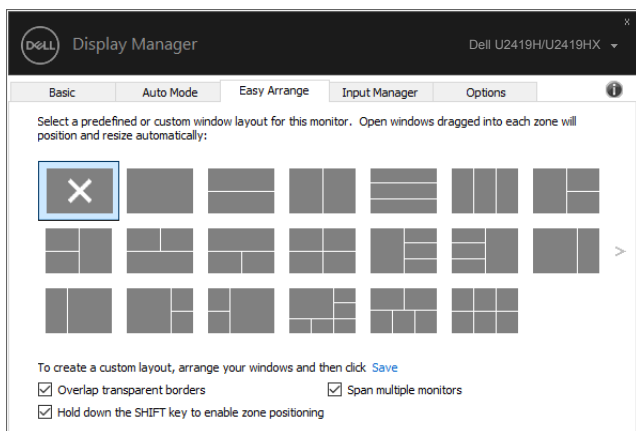 x
DELL Display Manager Dell U2419H/U2419HX
Basic Auto Mode Easy Arrange Input Manager Options i
Select a predefined or custom window layout for this monitor. Open windows dragged into each zone will
position and resize automatically:
>
To create a custom layout, arrange your windows and then click Save
Overlap transparent borders Span multiple monitors
Hold down the SHIFT key to enable zone positioning